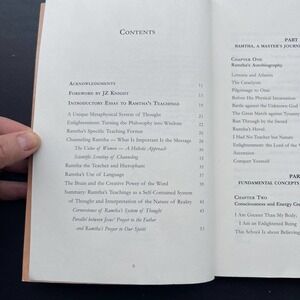 CONTENTS
ACKNOWLEDGMENTS 11
FOREWORD BY JZ KNIGHT 13
INTRODUCTORY ESSAY TO RAMTHA'S TEACHINGS
A Unique Metaphysical System of Thought
Enlightenment: Turning the Philosophy into Wisdom
Ramtha's Specific Teaching Format
Channeling Ramtha — What Is Important Is the Message
The Value of Women — A Holistic Approach
Scientific Scrutiny of Channeling
Ramtha the Teacher and Hierophant
Ramtha's Use of Language
The Brain and the Creative Power of the Word
Summary: Ramtha's Teachings as a Self-Contained System
of Thought and Interpretation of the Nature of Reality
Cornerstones of Ramtha's System of Thought
Parallels between Jesus' Prayer to the Father
and Ramtha's Prayer to Our Spirit
PART
RAMTHA, A MASTER'S JOURN
CHAPTER ONE
Ramtha's Autobiography
Lemuria and Atlantis
The Cataclysm
Pilgrimage to Onai
Before His Physical Incarnation
Battle against the Unknown God
The Great March against Tyranny
Run Through by the Sword
Ramtha's Hovel
I Had No Teacher but Nature
Enlightenment: the Lord of the
Ascension
Conquer Yourself
PAR
FUNDAMENTAL CONCEPTS
CHAPTER TWO
Consciousness and Energy Cre
I Am Greater Than My Body,
I Am an Enlightened Being
This School Is about Believing